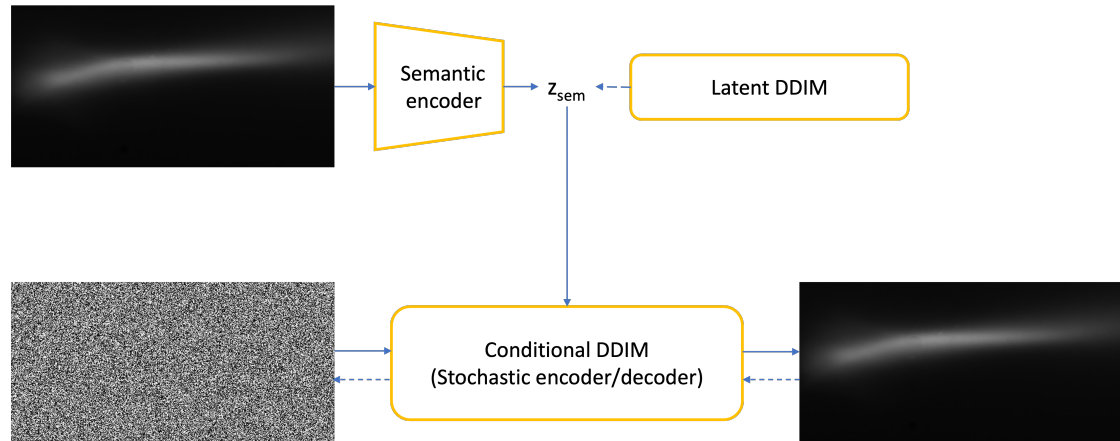 Semantic
encoder
z_sem
Latent DDIM
Conditional DDIM
(Stochastic encoder/decoder)